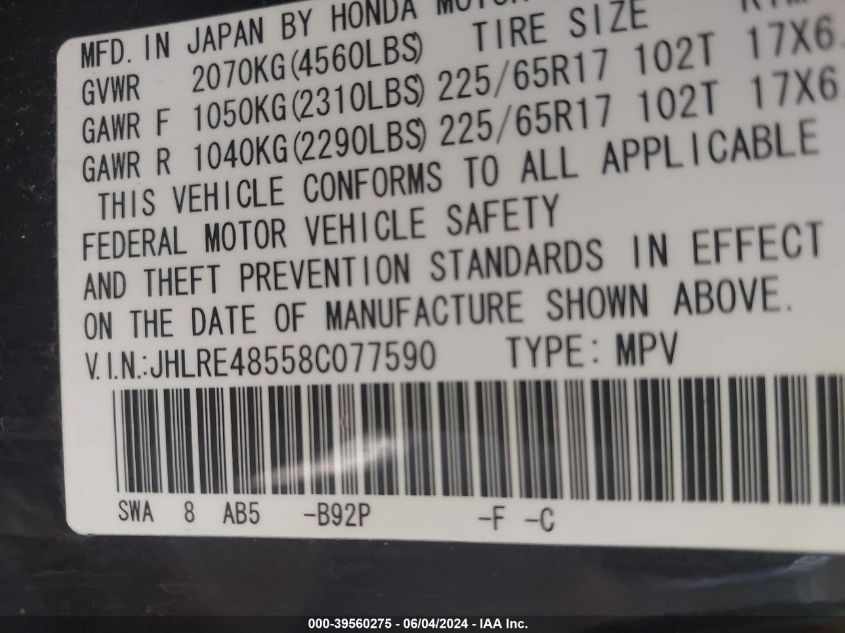 MFD. IN JAPAN BY HONDA MOTOR
GVWR 2070KG(4560LBS) TIRE SIZE
GAWR F 1050KG(2310LBS) 225/65R17 102T 17X6
GAWR R 1040KG(2290LBS) 225/65R17 102T 17X6
THIS VEHICLE CONFORMS TO ALL APPLICABLE
FEDERAL MOTOR VEHICLE SAFETY
AND THEFT PREVENTION STANDARDS IN EFFECT
ON THE DATE OF MANUFACTURE SHOWN ABOVE.
V.I.N.:JHLRE48558C077590 TYPE: MPV
SWA 8 AB5 -B92P -F -C
000-39560275 - 06/04/2024 - IAA Inc.